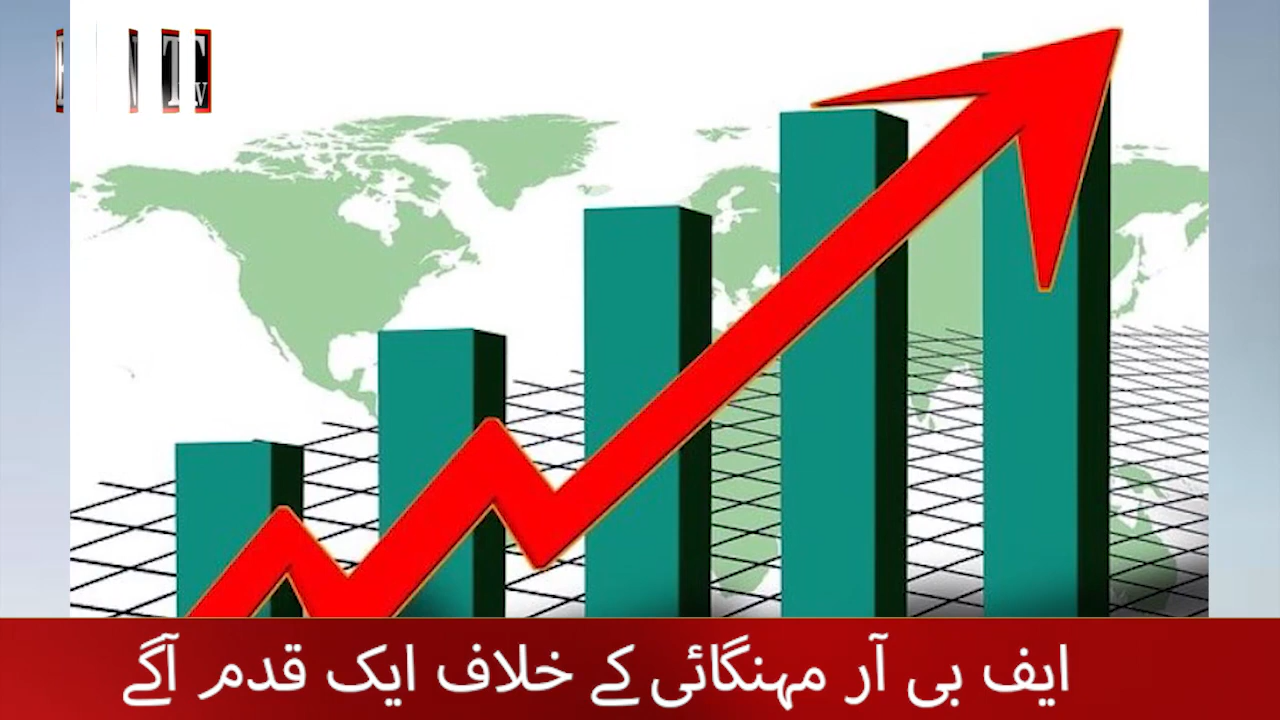 ایف بی آر مہنگائی کے خلاف ایک قدم آگے